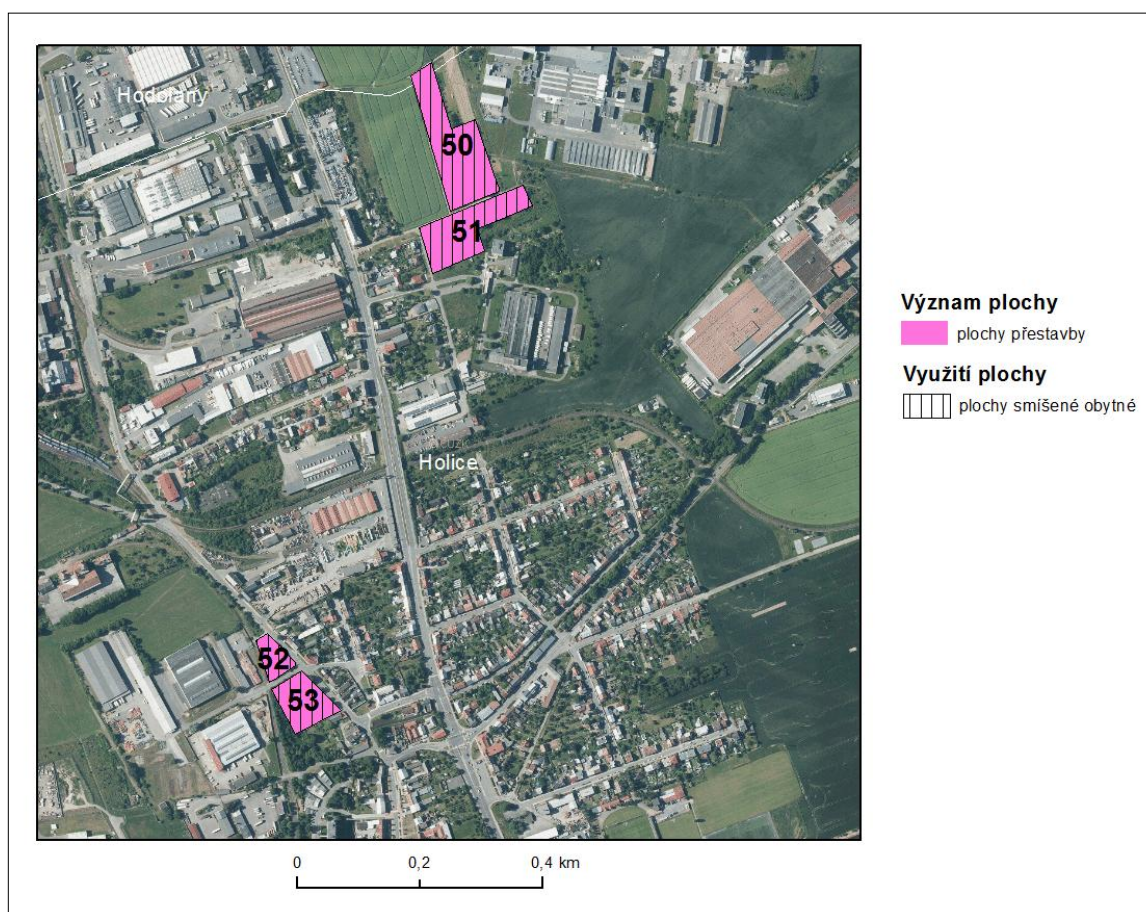 Hodolany
50
51
Holice
52
53
Význam plochy
plochy přestavby
Využití plochy
plochy smíšené obytné
0
0,2
0,4 km